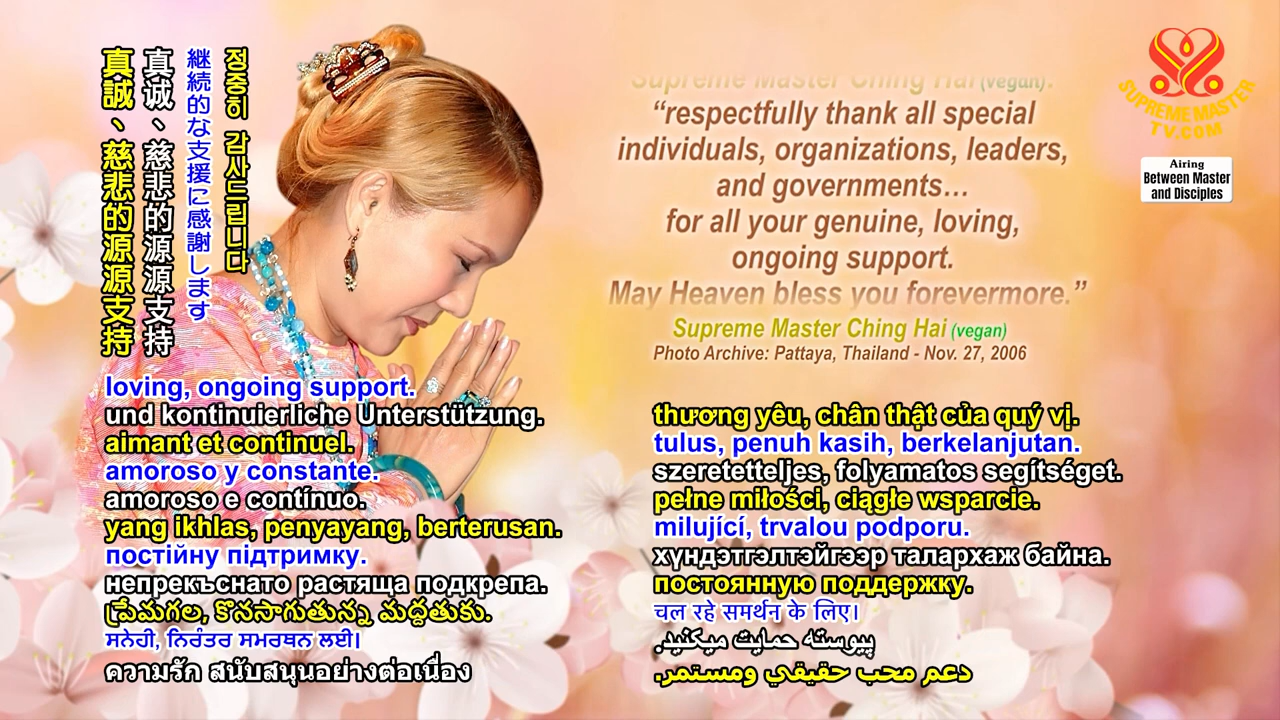 真誠、慈悲的源源支持
真诚、慈悲的源源支持
継続的な支援に感謝します
정중히 감사드립니다
Supreme Master Ching Hai (vegan):
“respectfully thank all special
individuals, organizations, leaders,
and governments…
for all your genuine, loving,
ongoing support.
May Heaven bless you forevermore.”
Supreme Master Ching Hai (vegan)
Photo Archive: Pattaya, Thailand - Nov. 27, 2006
SUPREME MASTER
TV.COM
Airing
Between Master
and Disciples
loving, ongoing support.
und kontinuierliche Unterstützung.
aimant et continuel.
amoroso y constante.
amoroso e contínuo.
yang ikhlas, penyayang, berterusan.
постійну підтримку.
непрекъснато растяща подкрепа.
ప్రేమగల, కొనసాగుతున్న మద్దతుకు.
ਸਨੇਹੀ, ਨਿਰੰਤਰ ਸਮਰਥਨ ਲਈ।
ความรัก สนับสนุนอย่างต่อเนื่อง
thương yêu, chân thật của quý vị.
tulus, penuh kasih, berkelanjutan.
szeretetteljes, folyamatos segítséget.
pełne miłości, ciągłe wsparcie.
milující, trvalou podporu.
хүндэтгэлтэйгээр талархаж байна.
постоянную поддержку.
चल रहे समर्थन के लिए।
پیوسته حمایت میکنید.
دعم محب حقيقي ومستمر.